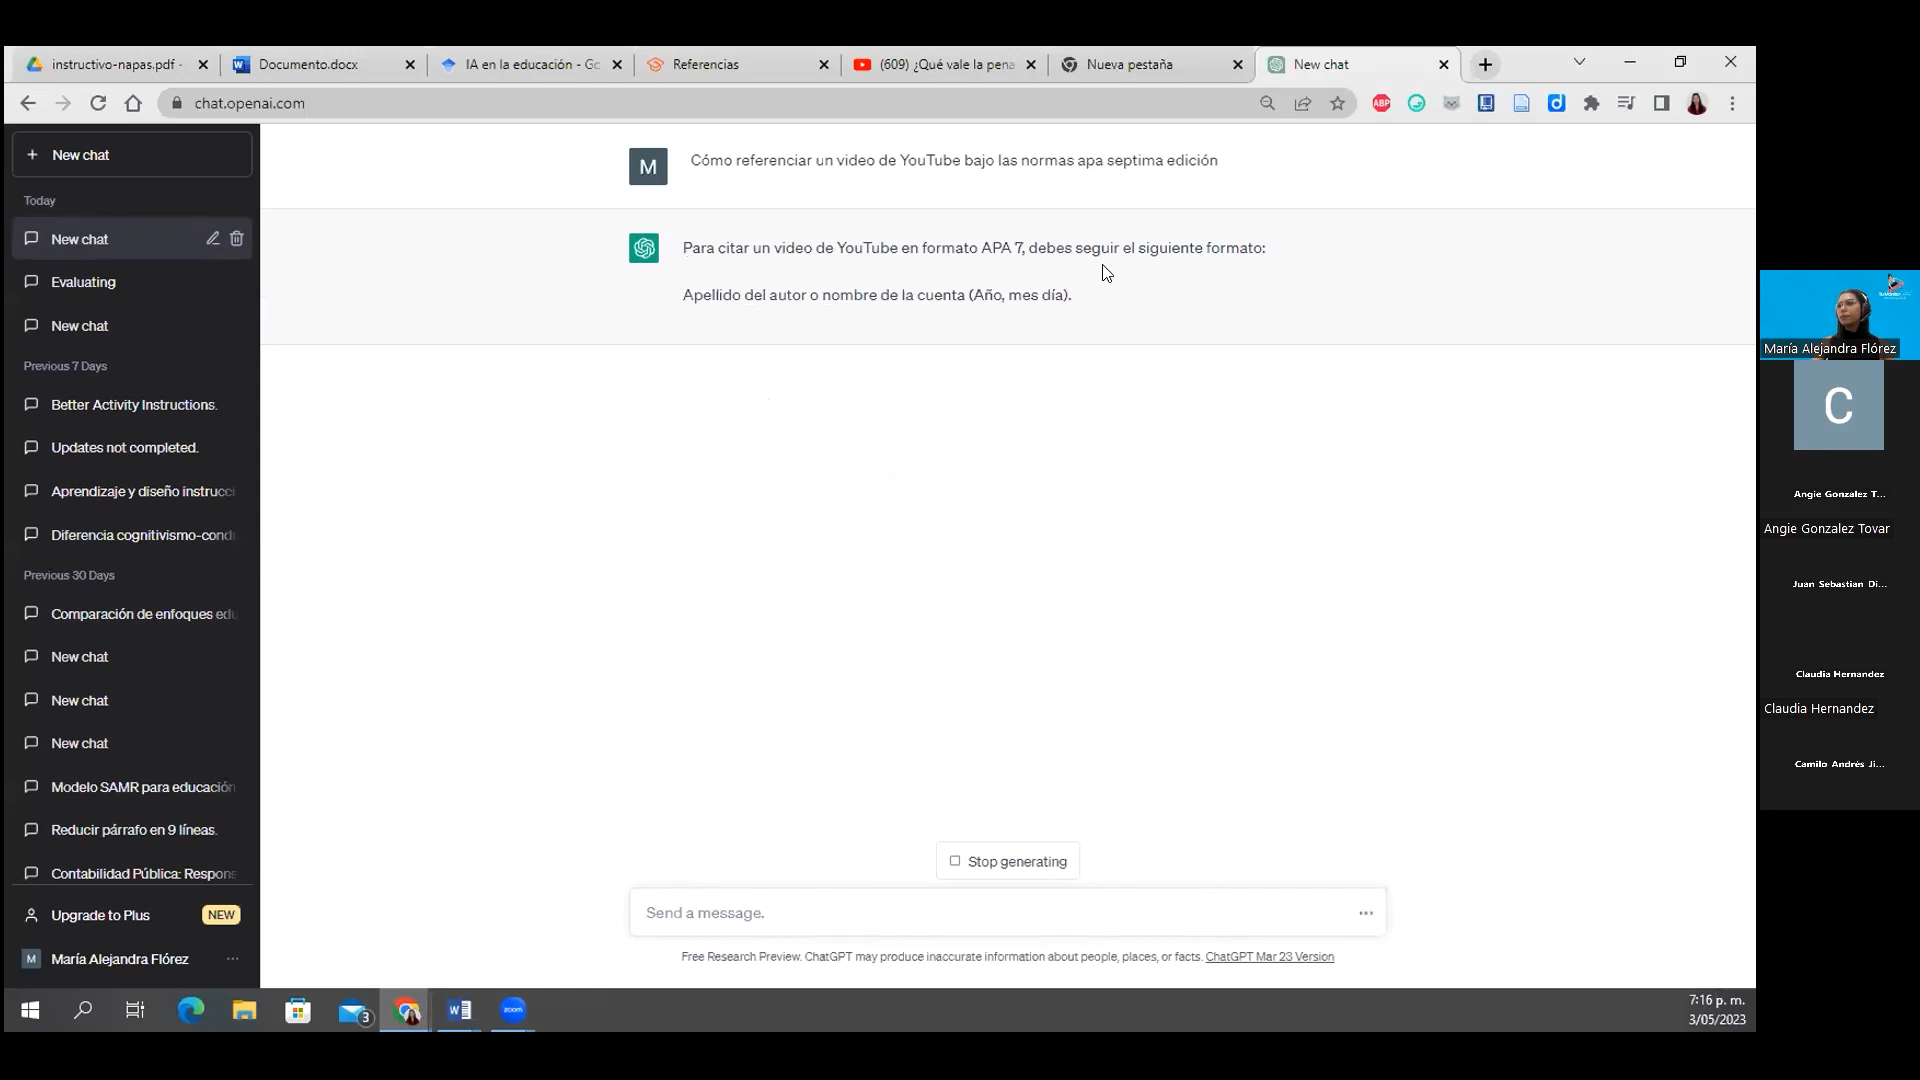 instructivo-napas.pdf -
Documento.docx
IA en la educación - Gc
Referencias
(609) ¿Qué vale la pena
Nueva pestaña
New chat
chat.openai.com
ABP
New chat
Today
New chat
Evaluating
New chat
Previous 7 Days
Better Activity Instructions.
Updates not completed.
Aprendizaje y diseño instrucci
Diferencia cognitivismo-cond
Previous 30 Days
Comparación de enfoques edu
New chat
New chat
New chat
Modelo SAMR para educación
Reducir párrafo en 9 líneas.
Contabilidad Pública: Respons
Upgrade to Plus
NEW
M
María Alejandra Flórez
M
Cómo referenciar un video de YouTube bajo las normas apa septima edición
Para citar un video de YouTube en formato APA 7, debes seguir el siguiente formato:
Apellido del autor o nombre de la cuenta (Año, mes día).
Stop generating
Send a message.
Free Research Preview. ChatGPT may produce inaccurate information about people, places, or facts. ChatGPT Mar 23 Version
María Alejandra Flórez
C
Angie Gonzalez T...
Angie Gonzalez Tovar
Juan Sebastian Di...
Claudia Hernandez
Claudia Hernandez
Camilo Andrés Ji...
3
zoom
7:16 p. m.
3/05/2023